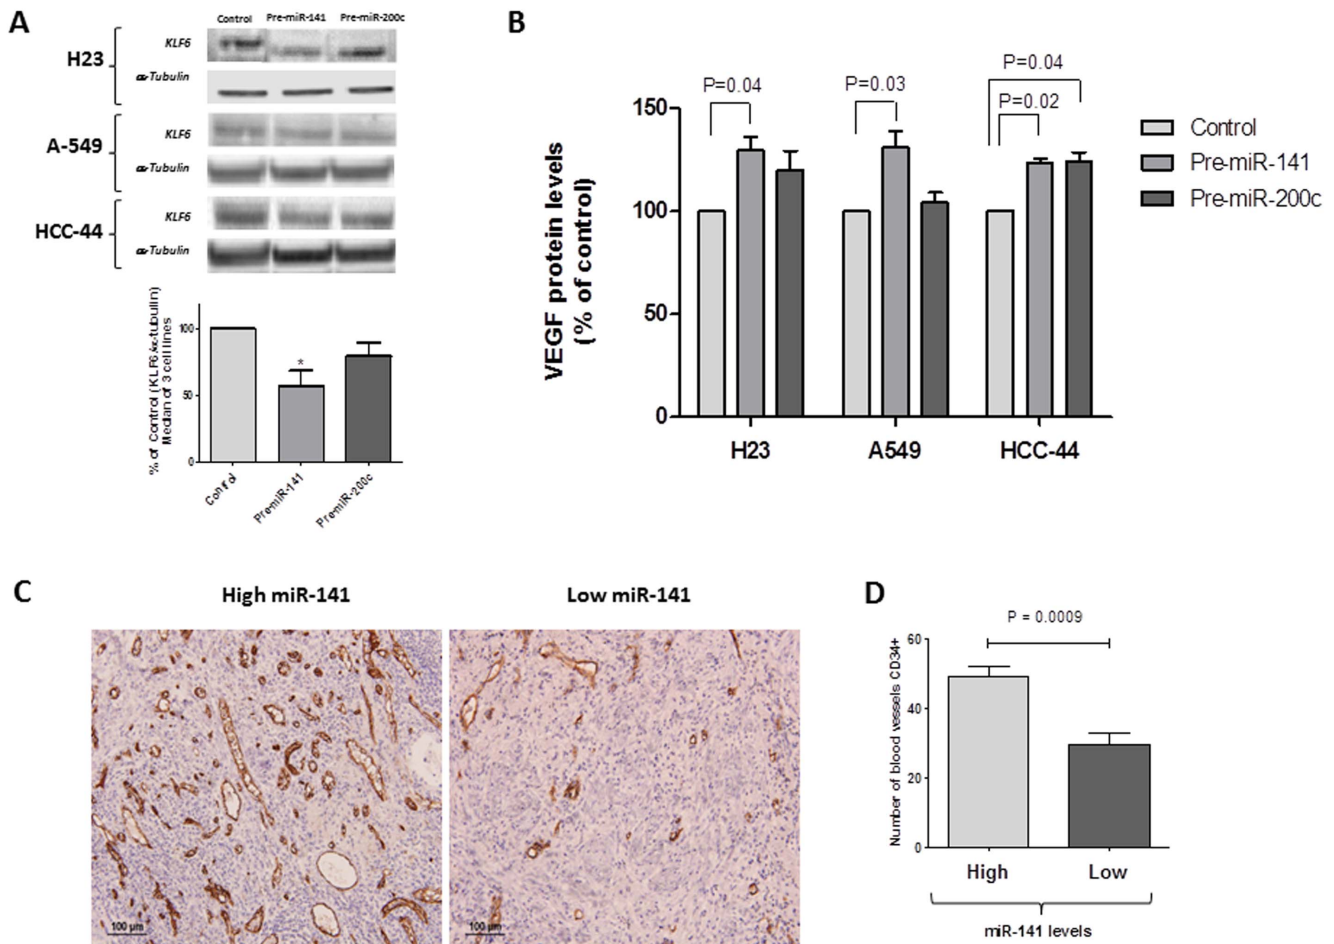 A
Control Pre-miR-141 Pre-miR-200c
H23
KLF6
α-Tubulin
A-549
KLF6
α-Tubulin
HCC-44
KLF6
α-Tubulin
% of Control (KLF6/α-tubulin)
Median of 3 cell lines
100
50
0
*
Control
Pre-miR-141
Pre-miR-200c
B
VEGF protein levels
(% of control)
150
100
50
0
P=0.04
P=0.03
P=0.04
P=0.02
H23
A549
HCC-44
Control
Pre-miR-141
Pre-miR-200c
C
High miR-141
Low miR-141
100 µm
100 µm
D
P = 0.0009
Number of blood vessels CD34+
60
40
20
0
High
Low
miR-141 levels